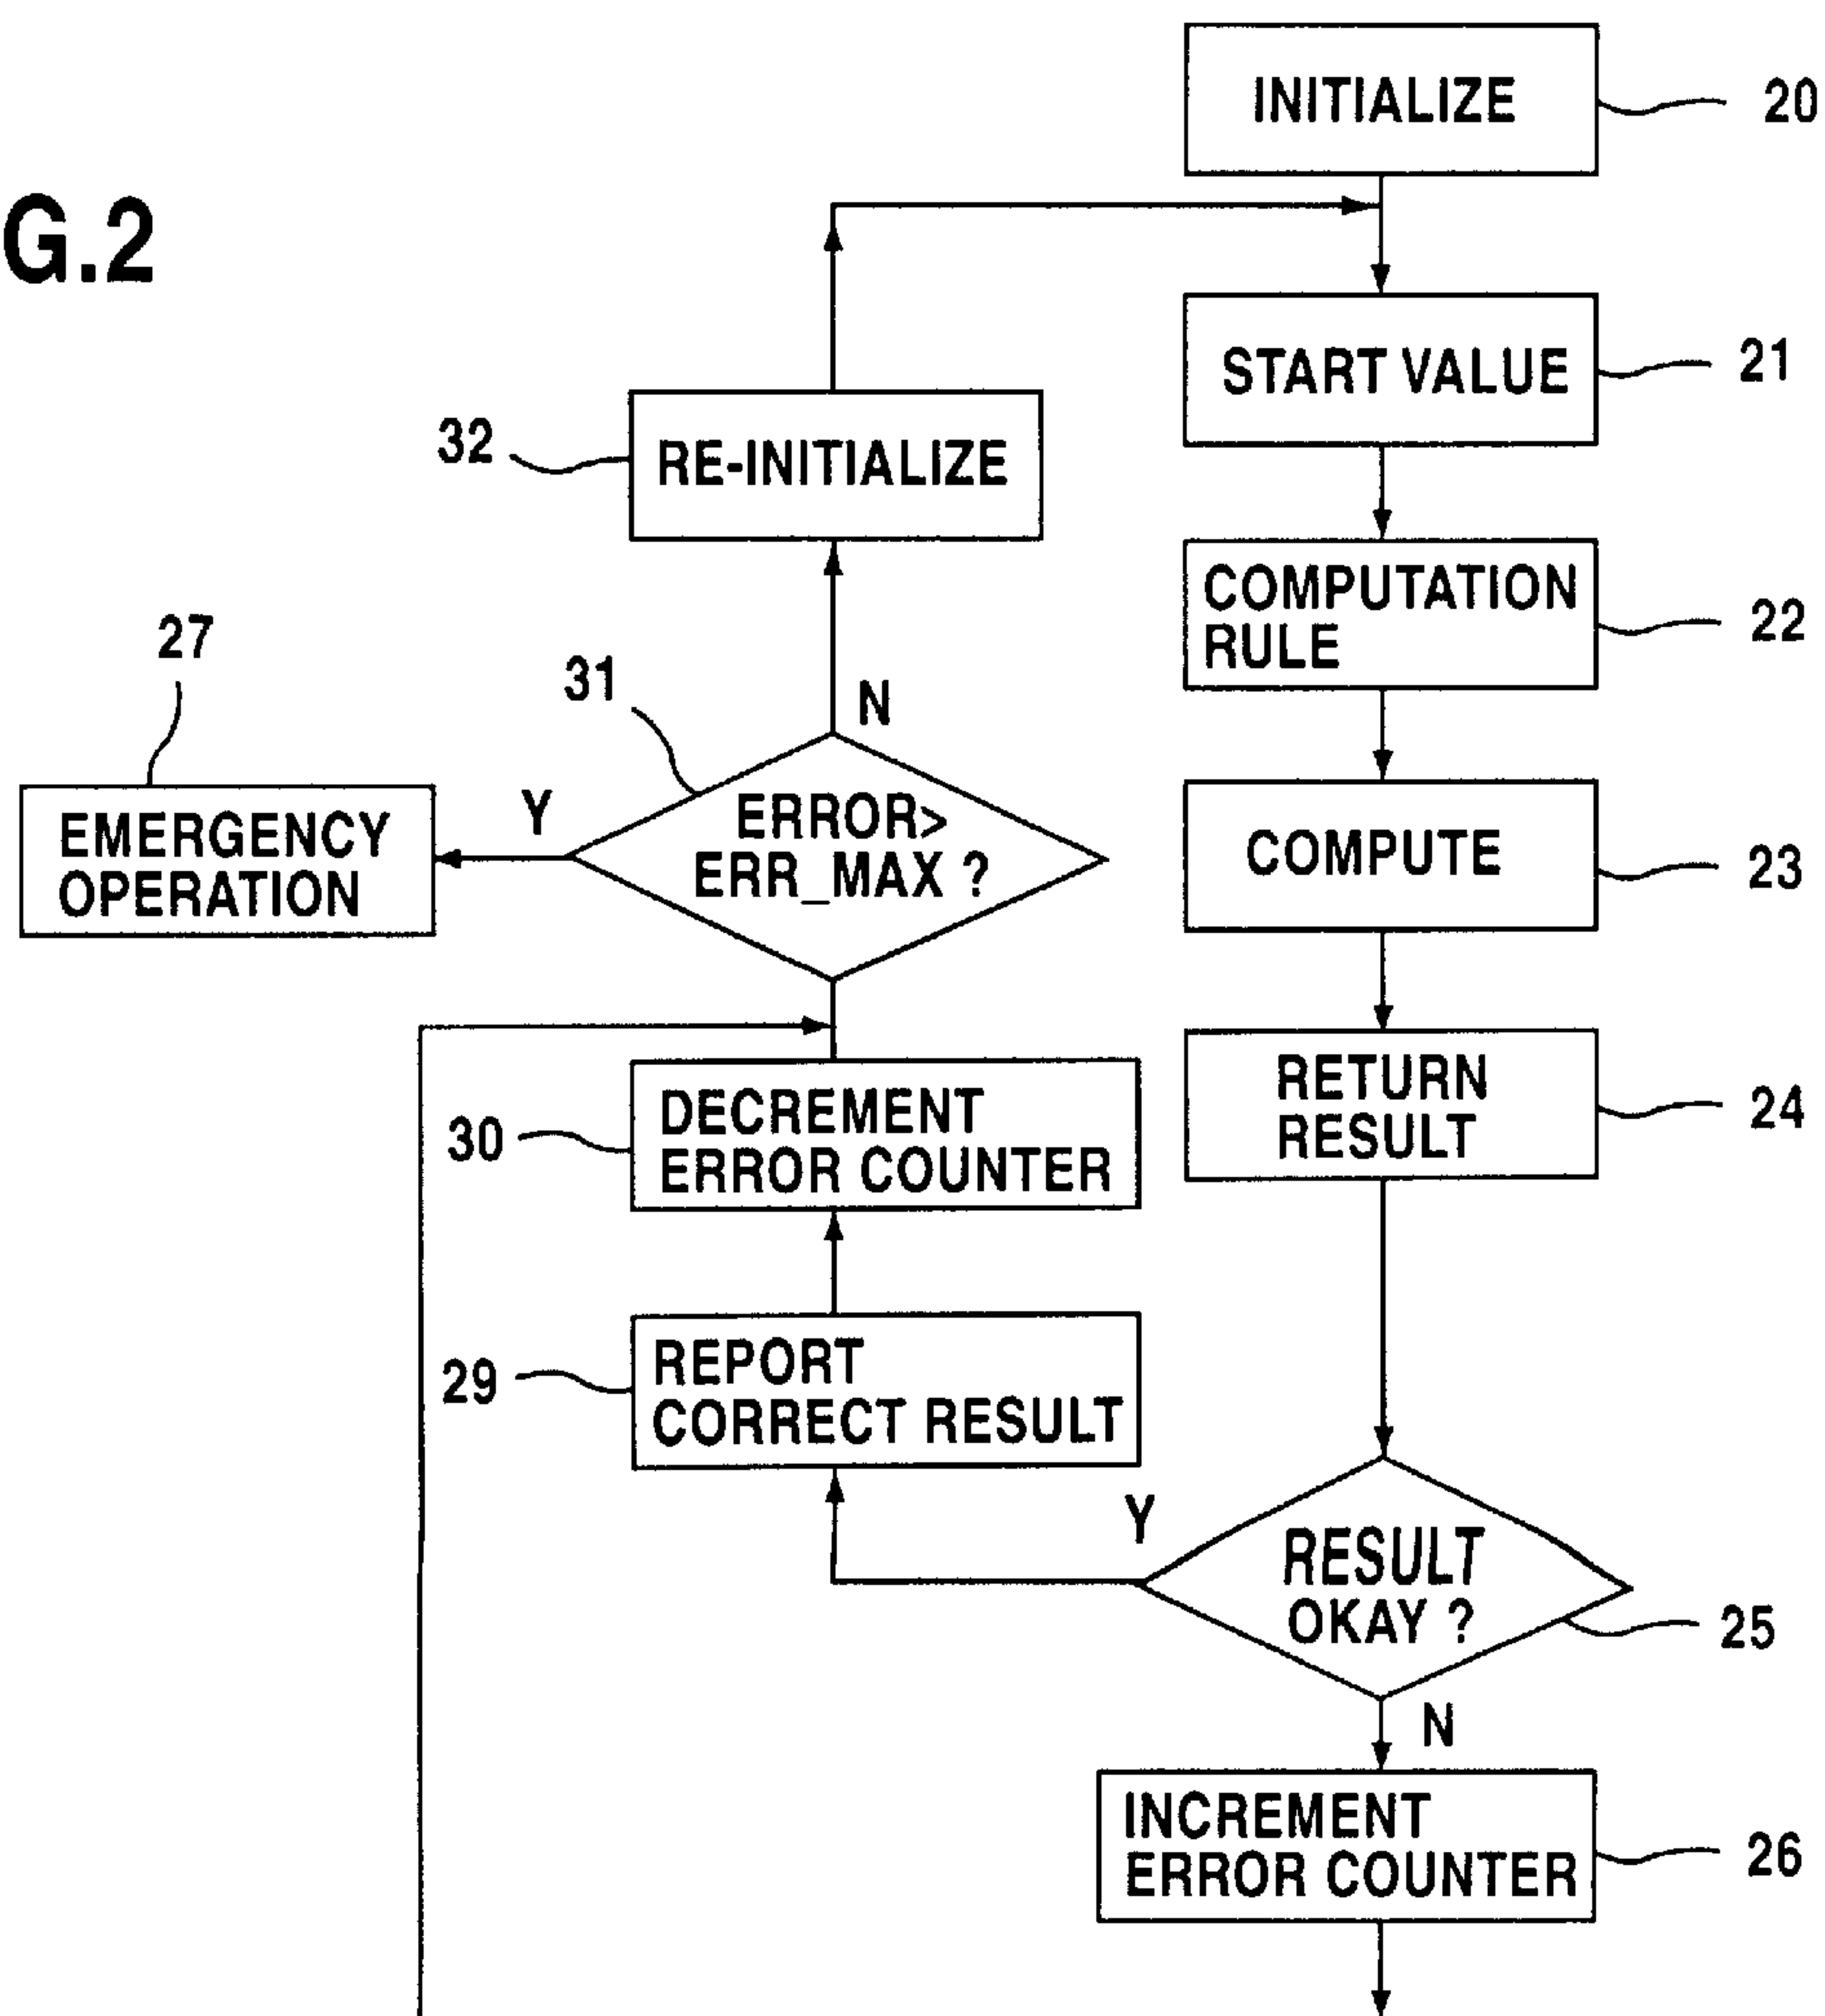 G.2
INITIALIZE
20
START VALUE
21
32
RE-INITIALIZE
COMPUTATION
RULE
22
27
31
N
EMERGENCY
OPERATION
Y
ERROR>
ERR_MAX ?
COMPUTE
23
30
DECREMENT
ERROR COUNTER
RETURN
RESULT
24
29
REPORT
CORRECT RESULT
Y
RESULT
OKAY ?
25
N
INCREMENT
ERROR COUNTER
26